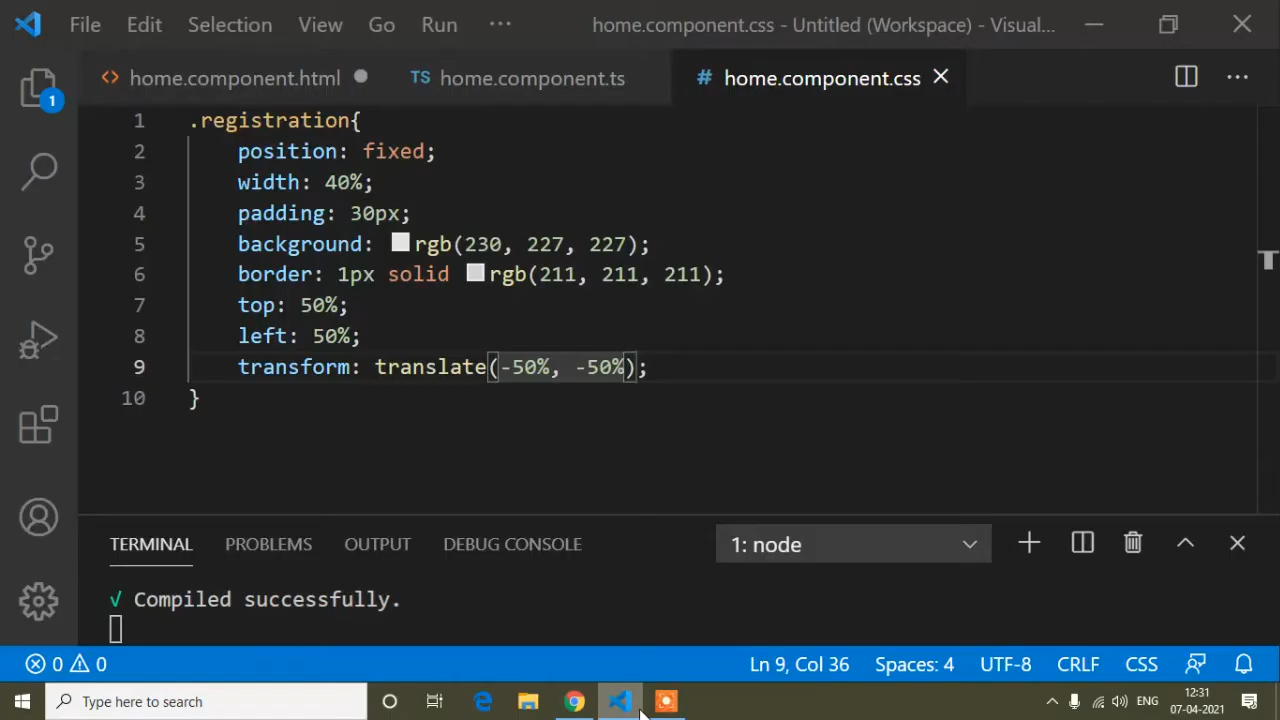 File Edit Selection View Go Run ··· home.component.css - Untitled (Workspace) - Visual...
home.component.html TS home.component.ts # home.component.css
1 .registration{
2 position: fixed;
3 width: 40%;
4 padding: 30px;
5 background: rgb(230, 227, 227);
6 border: 1px solid rgb(211, 211, 211);
7 top: 50%;
8 left: 50%;
9 transform: translate(-50%, -50%);
10 }
1
TERMINAL PROBLEMS OUTPUT DEBUG CONSOLE 1: node
√ Compiled successfully.
0 0 Ln 9, Col 36 Spaces: 4 UTF-8 CRLF CSS
Type here to search ENG 12:31
07-04-2021